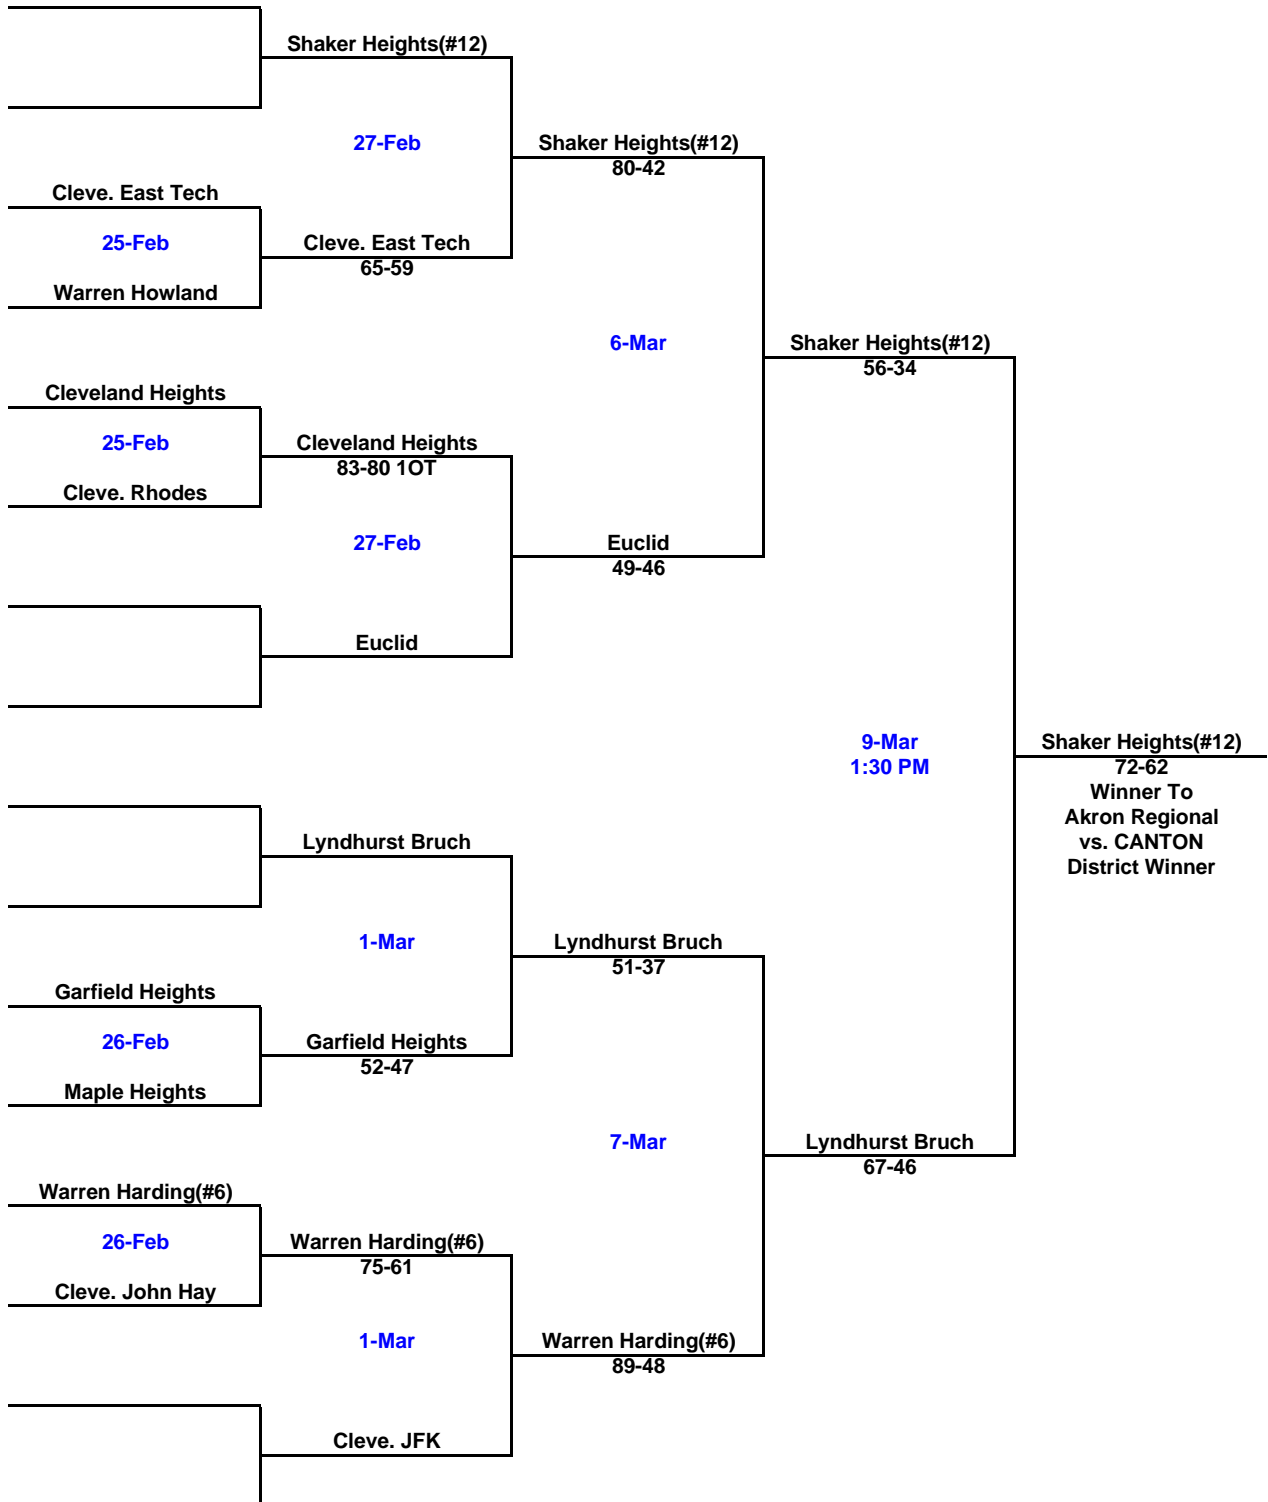 Shaker Heights(#12)
27-Feb
Shaker Heights(#12)
80-42
Cleve. East Tech
25-Feb
Cleve. East Tech
65-59
Warren Howland
6-Mar
Shaker Heights(#12)
56-34
Cleveland Heights
25-Feb
Cleveland Heights
83-80 1OT
Cleve. Rhodes
27-Feb
Euclid
49-46
Euclid
9-Mar
1:30 PM
Shaker Heights(#12)
72-62
Winner To
Akron Regional
vs. CANTON
District Winner
Lyndhurst Bruch
1-Mar
Lyndhurst Bruch
51-37
Garfield Heights
26-Feb
Garfield Heights
52-47
Maple Heights
7-Mar
Lyndhurst Bruch
67-46
Warren Harding(#6)
26-Feb
Warren Harding(#6)
75-61
Cleve. John Hay
1-Mar
Warren Harding(#6)
89-48
Cleve. JFK